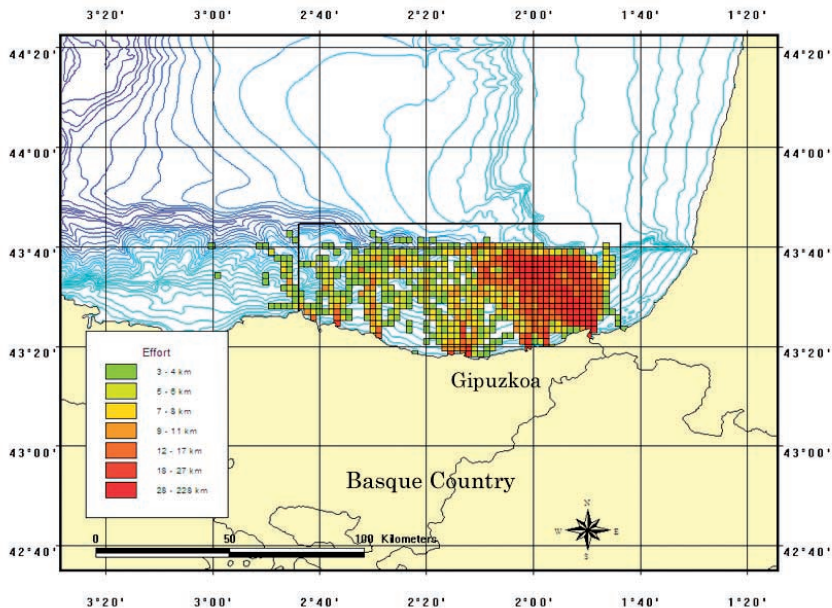 3°20' 3°00' 2°40' 2°20' 2°00' 1°40' 1°20'
44°20' 44°20'
44°00' 44°00'
43°40' 43°40'
43°20' 43°20'
Effort
3 - 4 km
5 - 6 km
7 - 8 km
9 - 11 km
12 - 17 km
18 - 27 km
28 - 228 km
Gipuzkoa
43°00' 43°00'
Basque Country
N
W E
S
0 50 100 Kilometers
42°40' 42°40'
3°20' 3°00' 2°40' 2°20' 2°00' 1°40' 1°20'